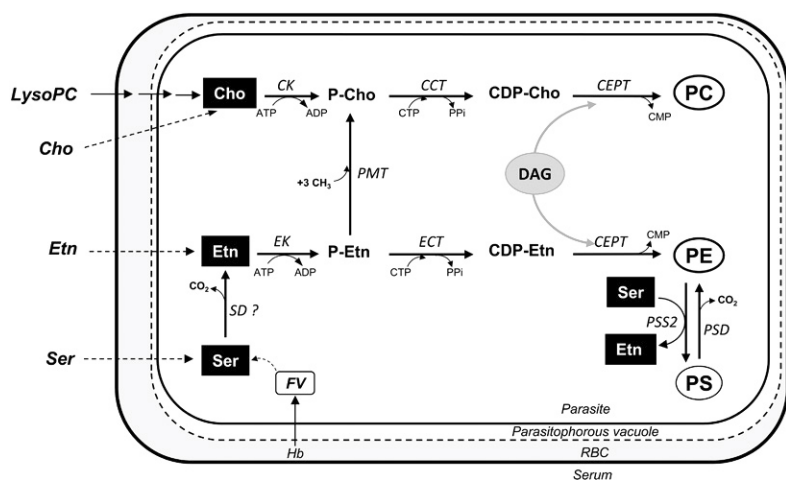 LysoPC
Cho
CK
ATP
ADP
P-Cho
CCT
CTP
PPi
CDP-Cho
CEPT
CMP
PC
Cho
+3 CH3
PMT
DAG
Etn
Etn
EK
ATP
ADP
P-Etn
ECT
CTP
PPi
CDP-Etn
CEPT
CMP
PE
CO2
SD ?
Ser
Etn
PSS2
PSD
CO2
Ser
Ser
FV
PS
Hb
Parasite
Parasitophorous vacuole
RBC
Serum